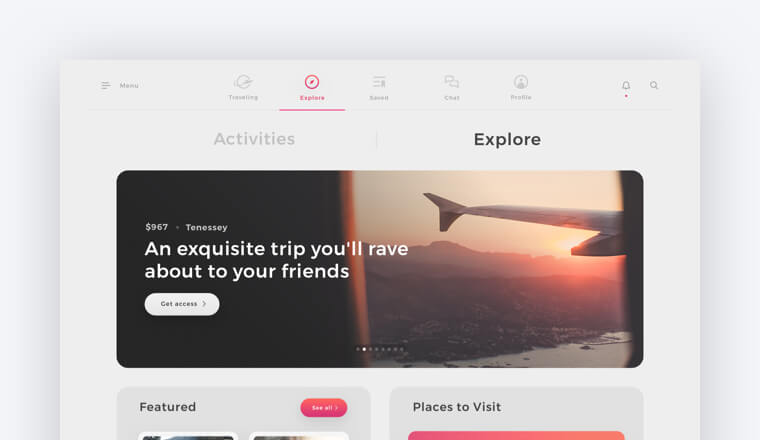 Menu
Traveling
Explore
Saved
Chat
Profile
Activities
Explore
$967 • Tenessey
An exquisite trip you'll rave
about to your friends
Get access
Featured
See all
Places to Visit